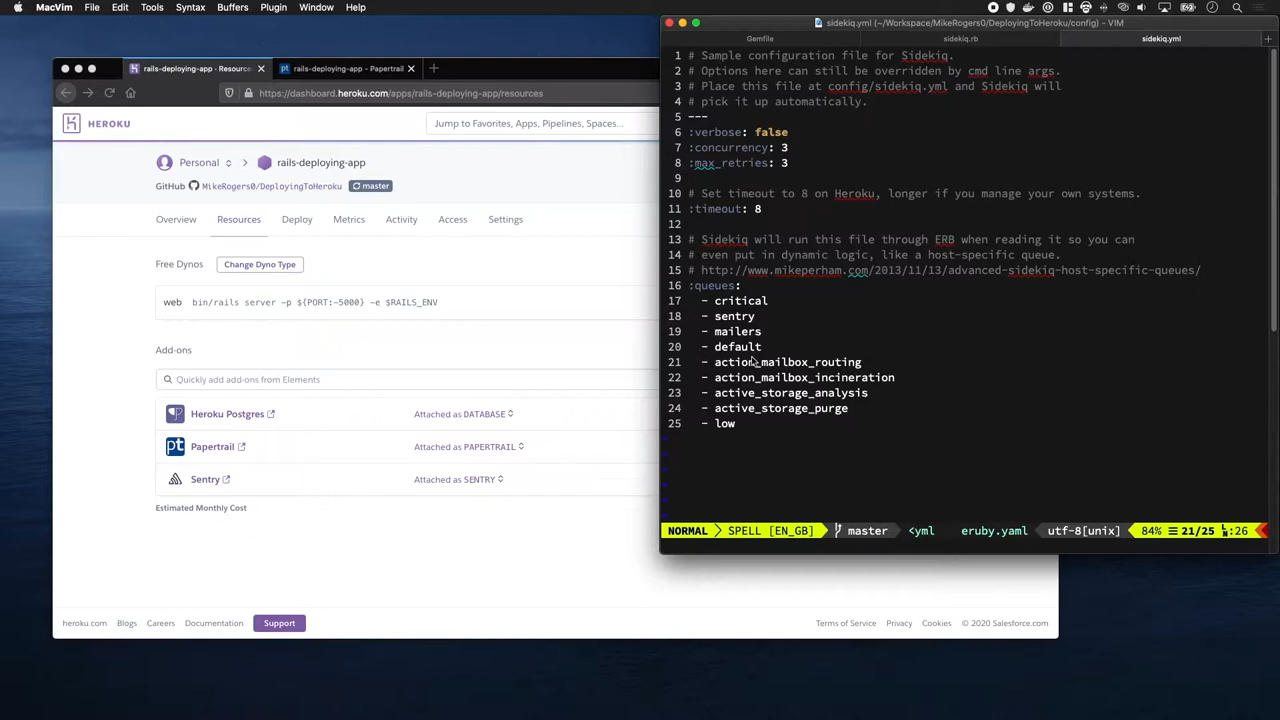 MacVim File Edit Tools Syntax Buffers Plugin Window Help
rails-deploying-app · Resource
rails-deploying-app - Papertrail
https://dashboard.heroku.com/apps/rails-deploying-app/resources
HEROKU
Jump to Favorites, Apps, Pipelines, Spaces...
Personal > rails-deploying-app
GitHub MikeRogers0/DeployingToHeroku master
Overview Resources Deploy Metrics Activity Access Settings
Free Dynos Change Dyno Type
web bin/rails server -p ${PORT:-5000} -e $RAILS_ENV
Add-ons
Quickly add add-ons from Elements
Heroku Postgres Attached as DATABASE
Papertrail Attached as PAPERTRAIL
Sentry Attached as SENTRY
Estimated Monthly Cost
heroku.com Blogs Careers Documentation Support Terms of Service Privacy Cookies © 2020 Salesforce.com
sidekiq.yml (~/Workspace/MikeRogers0/DeployingToHeroku/config) - VIM
Gemfile sidekiq.rb sidekiq.yml
1 # Sample configuration file for Sidekiq.
2 # Options here can still be overridden by cmd line args.
3 # Place this file at config/sidekiq.yml and Sidekiq will
4 # pick it up automatically.
5 ---
6 :verbose: false
7 :concurrency: 3
8 :max_retries: 3
9
10 # Set timeout to 8 on Heroku, longer if you manage your own systems.
11 :timeout: 8
12
13 # Sidekiq will run this file through ERB when reading it so you can
14 # even put in dynamic logic, like a host-specific queue.
15 # http://www.mikeperham.com/2013/11/13/advanced-sidekiq-host-specific-queues/
16 :queues:
17 - critical
18 - sentry
19 - mailers
20 - default
21 - action_mailbox_routing
22 - action_mailbox_incineration
23 - active_storage_analysis
24 - active_storage_purge
25 - low
NORMAL SPELL [EN_GB] master <yml eruby.yaml utf-8[unix] 84% ☰ 21/25 :26